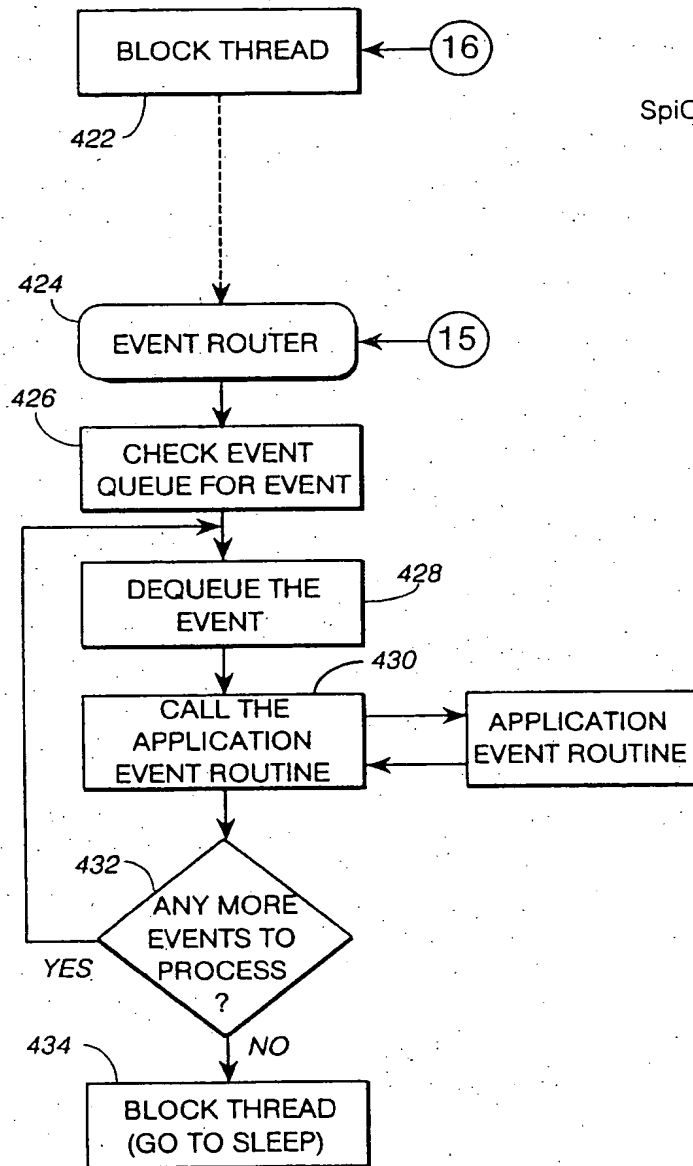 BLOCK THREAD
16
422
SpiC
424
EVENT ROUTER
15
426
CHECK EVENT
QUEUE FOR EVENT
DEQUEUE THE
EVENT
428
430
CALL THE
APPLICATION
EVENT ROUTINE
APPLICATION
EVENT ROUTINE
432
ANY MORE
EVENTS TO
PROCESS
?
YES
NO
434
BLOCK THREAD
(GO TO SLEEP)